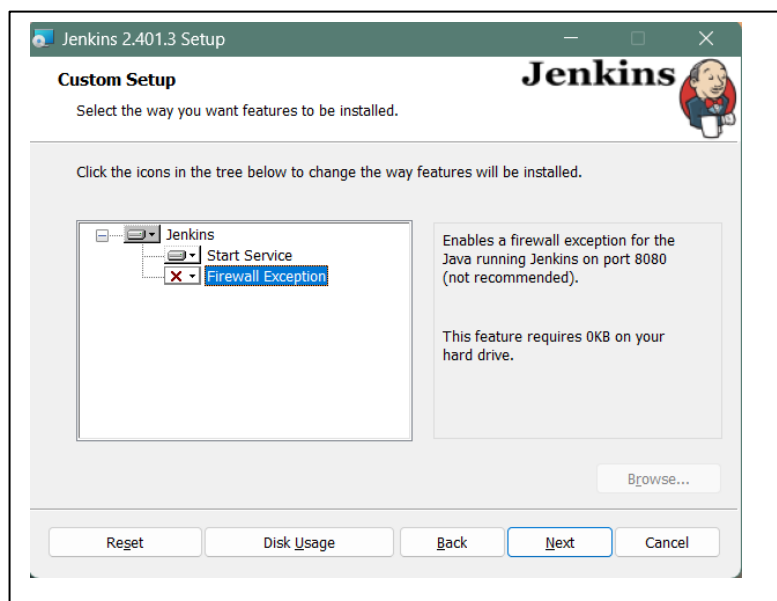 Jenkins 2.401.3 Setup
Custom Setup
Select the way you want features to be installed.
Jenkins
Click the icons in the tree below to change the way features will be installed.
Jenkins
Start Service
Firewall Exception
Enables a firewall exception for the
Java running Jenkins on port 8080
(not recommended).
This feature requires 0KB on your
hard drive.
Browse...
Reset
Disk Usage
Back
Next
Cancel